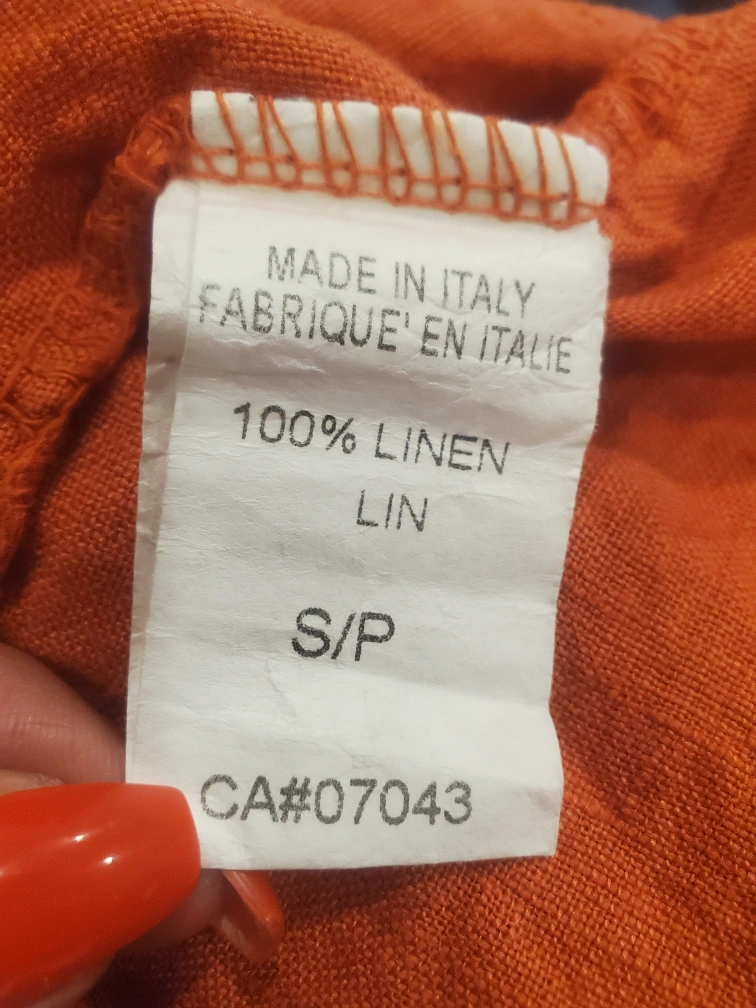 MADE IN ITALY
FABRIQUE' EN ITALIE
100% LINEN
LIN
S/P
CA#07043